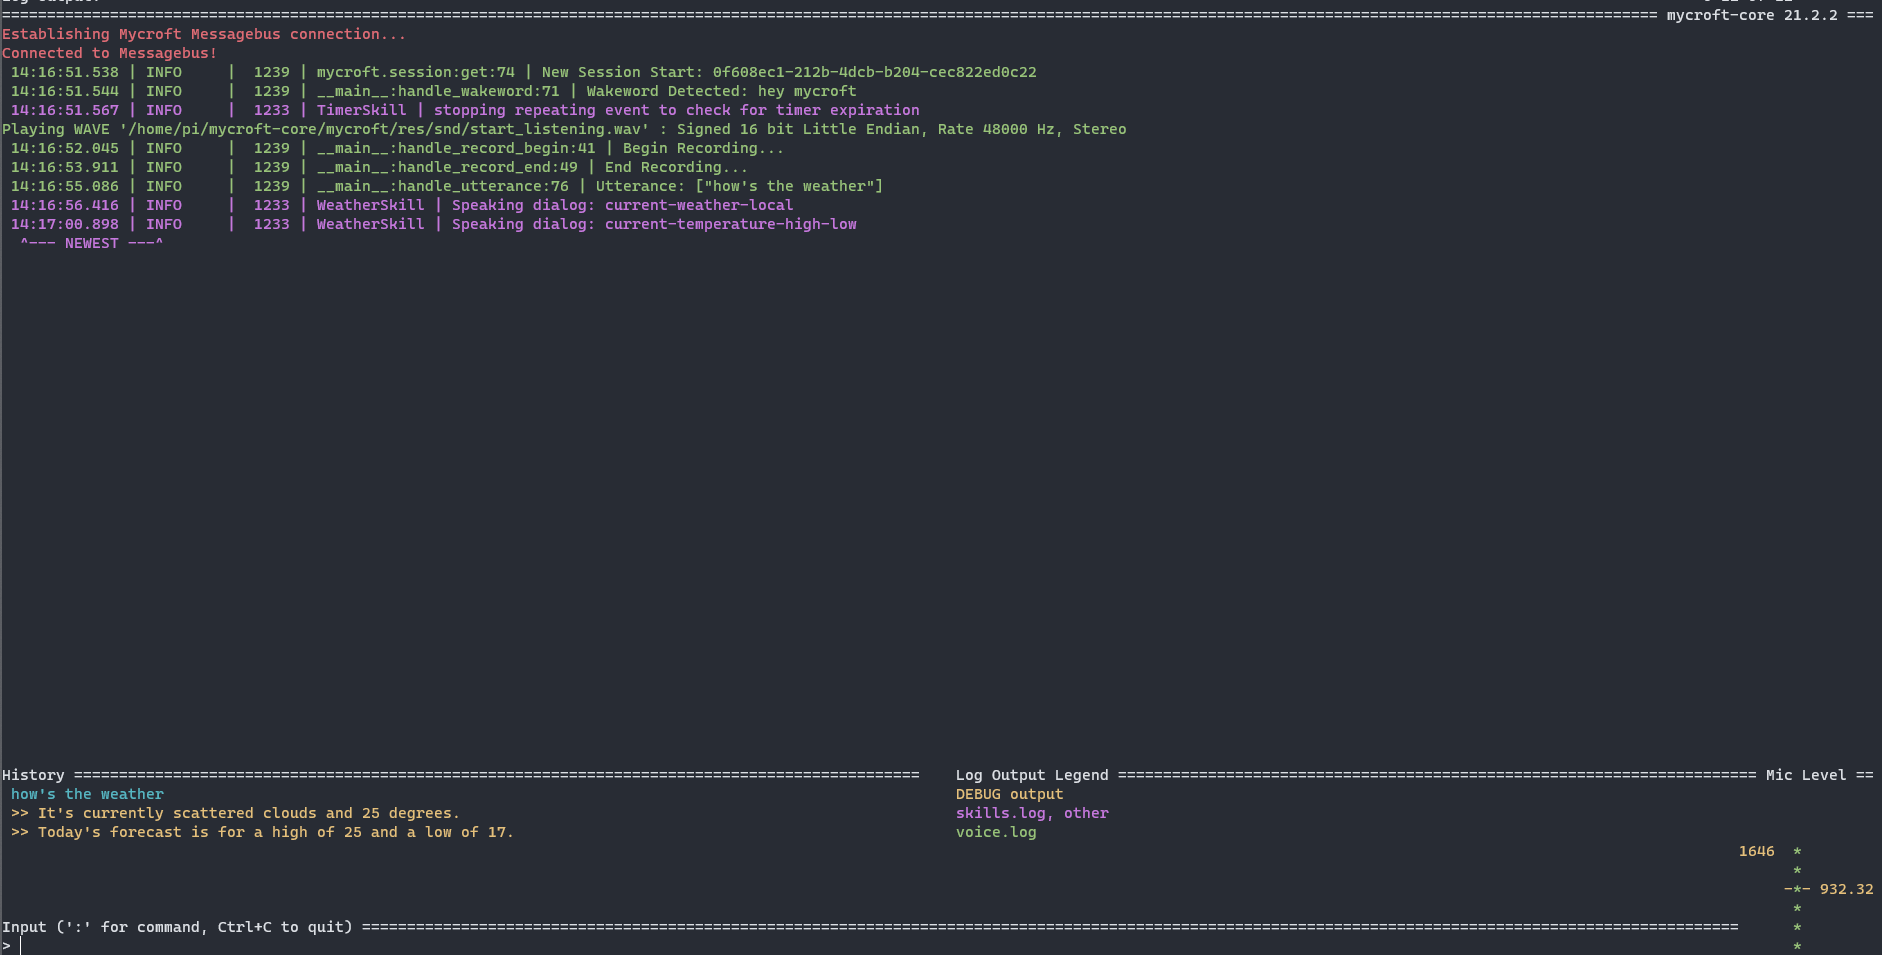 ======================================================================================================================================================================================== mycroft-core 21.2.2 ===
Establishing Mycroft Messagebus connection...
Connected to Messagebus!
14:16:51.538 | INFO     |  1239 | mycroft.session:get:74 | New Session Start: 0f608ec1-212b-4dcb-b204-cec822ed0c22
14:16:51.544 | INFO     |  1239 | __main__:handle_wakeword:71 | Wakeword Detected: hey mycroft
14:16:51.567 | INFO     |  1233 | TimerSkill | stopping repeating event to check for timer expiration
Playing WAVE '/home/pi/mycroft-core/mycroft/res/snd/start_listening.wav' : Signed 16 bit Little Endian, Rate 48000 Hz, Stereo
14:16:52.045 | INFO     |  1239 | __main__:handle_record_begin:41 | Begin Recording...
14:16:53.911 | INFO     |  1239 | __main__:handle_record_end:49 | End Recording...
14:16:55.086 | INFO     |  1239 | __main__:handle_utterance:76 | Utterance: ["how's the weather"]
14:16:56.416 | INFO     |  1233 | WeatherSkill | Speaking dialog: current-weather-local
14:17:00.898 | INFO     |  1233 | WeatherSkill | Speaking dialog: current-temperature-high-low
^--- NEWEST ---^
History ==============================================================================================
how's the weather
>> It's currently scattered clouds and 25 degrees.
>> Today's forecast is for a high of 25 and a low of 17.
Log Output Legend ======================================================================= Mic Level ==
DEBUG output
skills.log, other
voice.log
1646  *
*
-*- 932.32
*
Input (':' for command, Ctrl+C to quit) ========================================================================================================================================================= *
> *